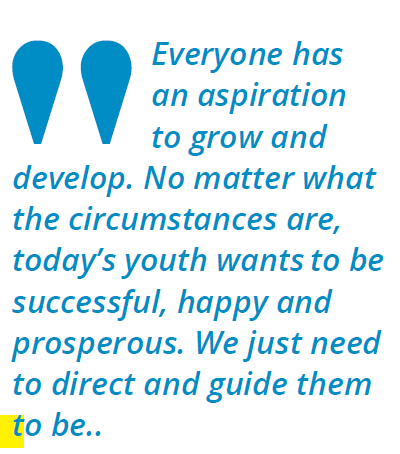 Everyone has
an aspiration
to grow and
develop. No matter what
the circumstances are,
today’s youth wants to be
successful, happy and
prosperous. We just need
to direct and guide them
to be..